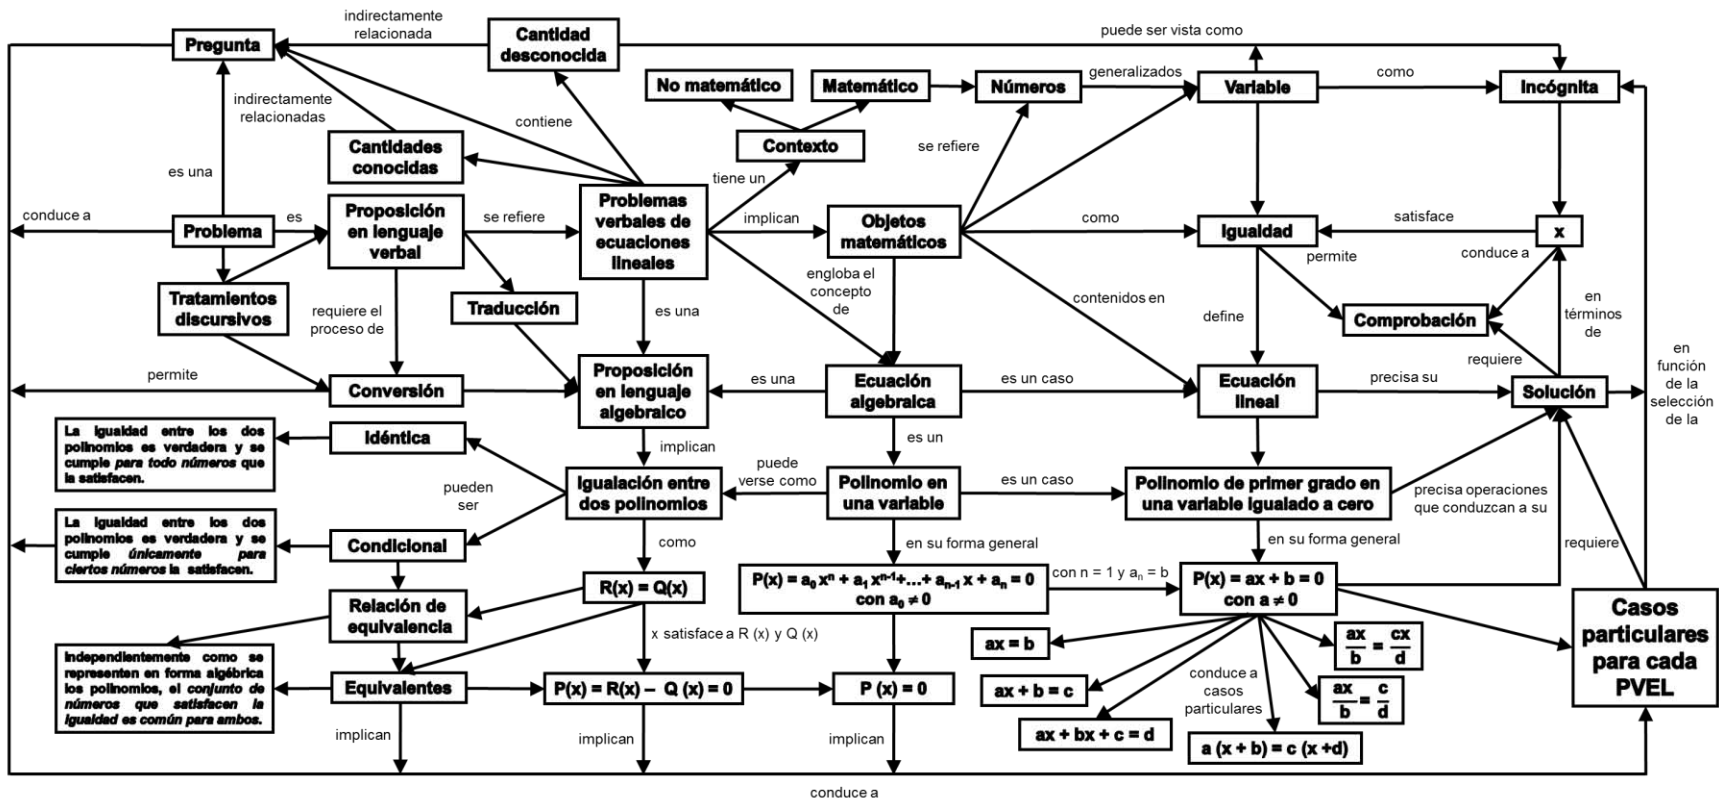 indirectamente
relacionada
Pregunta
Cantidad
desconocida
puede ser vista como
No matemático
Matemático
Números
generalizados
Variable
como
Incógnita
indirectamente
relacionadas
contiene
Cantidades
conocidas
Contexto
se refiere
es una
tiene un
conduce a
Problema
es
Proposición
en lenguaje
verbal
se refiere
Problemas
verbales de
ecuaciones
lineales
implican
Objetos
matemáticos
como
Igualdad
satisface
x
permite
conduce a
Tratamientos
discursivos
requiere el
proceso de
Traducción
es una
engloba el
concepto
de
contenidos en
define
Comprobación
en
términos
de
requiere
en
función
de la
selección
de la
permite
Conversión
Proposición
en lenguaje
algebraico
es una
Ecuación
algebraica
es un caso
Ecuación
lineal
precisa su
Solución
La igualdad entre los dos
polinomios es verdadera y se
cumple para todo números que
la satisfacen.
Idéntica
implican
es un
pueden
ser
Igualación entre
dos polinomios
puede
verse como
Polinomio en
una variable
es un caso
Polinomio de primer grado en
una variable igualado a cero
precisa operaciones
que conduzcan a su
La igualdad entre los dos
polinomios es verdadera y se
cumple únicamente para
ciertos números la satisfacen.
Condicional
como
en su forma general
en su forma general
requiere
R(x) = Q(x)
P(x) = a₀ xⁿ + a₁ xⁿ⁻¹+...+ aₙ₋₁ x + aₙ = 0
con a₀ ≠ 0
con n = 1 y aₙ = b
P(x) = ax + b = 0
con a ≠ 0
Relación de
equivalencia
x satisface a R (x) y Q (x)
Casos
particulares
para cada
PVEL
ax = b
ax/b = cx/d
Independientemente como se
representen en forma algébrica
los polinomios, el conjunto de
números que satisfacen la
igualdad es común para ambos.
Equivalentes
P(x) = R(x) – Q (x) = 0
P (x) = 0
ax + b = c
conduce a
casos
particulares
ax/b = c/d
ax + bx + c = d
a (x + b) = c (x +d)
implican
implican
implican
conduce a